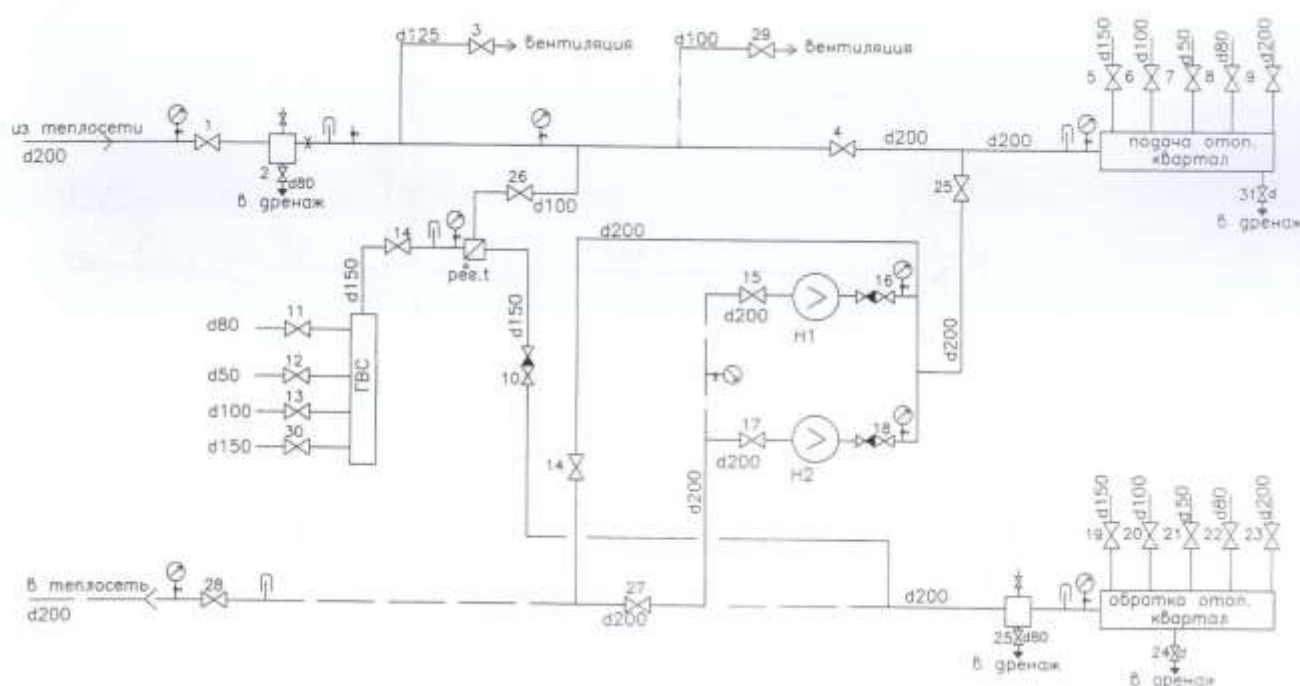 d125
3
вентиляция
d100
29
вентиляция
d150
d100
d50
d80
d200
5
6
7
8
9
из теплосети
d200
1
2
d80
в дренаж
4
d200
d200
подача отоп.
квартал
31
d
в дренаж
26
d100
25
14
рег.t
d150
d150
d200
15
d200
Н1
16
d200
11
d80
12
d50
13
d100
30
d150
ГВС
10
17
d200
Н2
18
14
d200
d150
d100
d50
d80
d200
19
20
21
22
23
в теплосеть
d200
28
27
d200
d200
25
d80
в дренаж
обратка отоп.
квартал
24
d
в дренаж